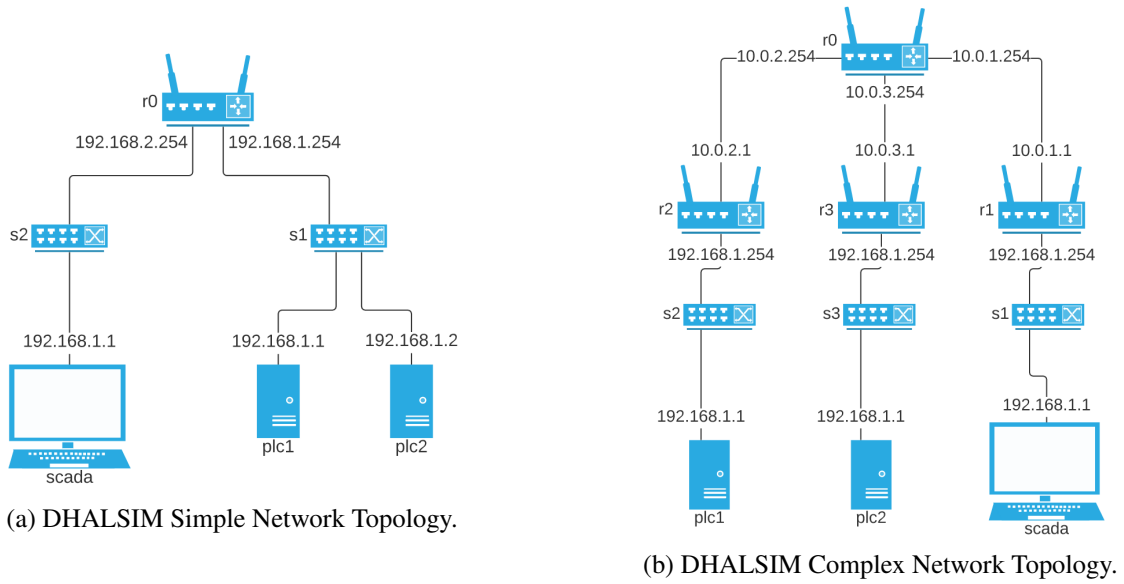 r0
192.168.2.254
192.168.1.254
s2
s1
192.168.1.1
192.168.1.1
192.168.1.2
scada
plc1
plc2
(a) DHALSIM Simple Network Topology.
r0
10.0.2.254
10.0.1.254
10.0.3.254
10.0.2.1
10.0.3.1
10.0.1.1
r2
r3
r1
192.168.1.254
192.168.1.254
192.168.1.254
s2
s3
s1
192.168.1.1
192.168.1.1
192.168.1.1
plc1
plc2
scada
(b) DHALSIM Complex Network Topology.